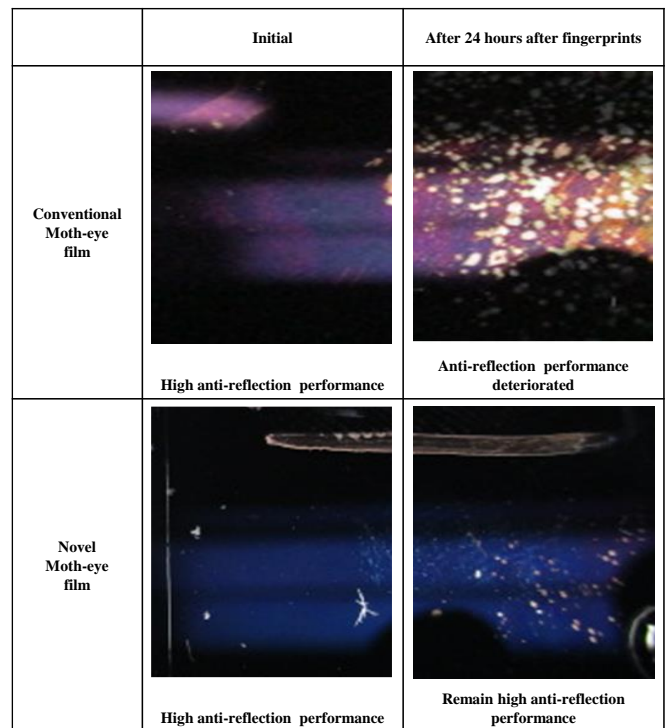 Initial
After 24 hours after fingerprints
Conventional
Moth-eye
film
High anti-reflection performance
Anti-reflection performance
deteriorated
Novel
Moth-eye
film
High anti-reflection performance
Remain high anti-reflection
performance